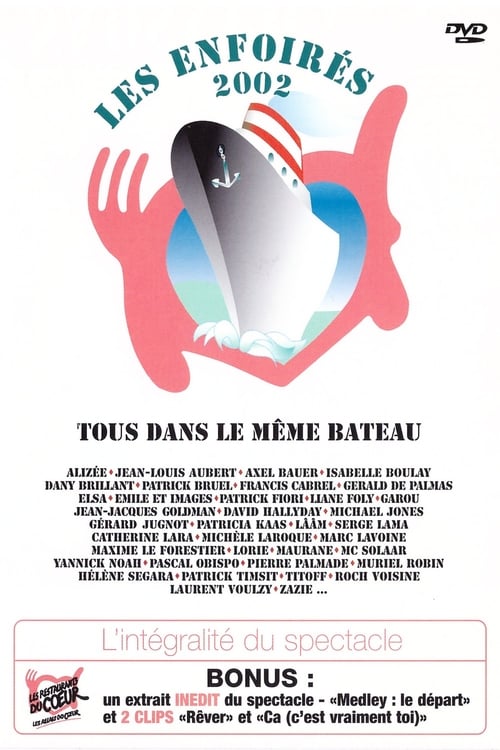 DVD
LES ENFOIRÉS
2002
TOUS DANS LE MÊME BATEAU
ALIZÉE ♦ JEAN-LOUIS AUBERT ♦ AXEL BAUER ♦ ISABELLE BOULAY
DANY BRILLANT ♦ PATRICK BRUEL ♦ FRANCIS CABREL ♦ GERALD DE PALMAS
ELSA ♦ EMILE ET IMAGES ♦ PATRICK FIORI ♦ LIANE FOLY ♦ GAROU
JEAN-JACQUES GOLDMAN ♦ DAVID HALLYDAY ♦ MICHAEL JONES
GÉRARD JUGNOT ♦ PATRICIA KAAS ♦ LÂÂM ♦ SERGE LAMA
CATHERINE LARA ♦ MICHÈLE LAROQUE ♦ MARC LAVOINE
MAXIME LE FORESTIER ♦ LORIE ♦ MAURANE ♦ MC SOLAAR
YANNICK NOAH ♦ PASCAL OBISPO ♦ PIERRE PALMADE ♦ MURIEL ROBIN
HÉLÈNE SEGARA ♦ PATRICK TIMSIT ♦ TITOFF ♦ ROCH VOISINE
LAURENT VOULZY ♦ ZAZIE ...
L'intégralité du spectacle
LES RESTAURANTS
DU CŒUR
LES RELAIS DU CŒUR
BONUS :
un extrait INEDIT du spectacle - «Medley : le départ»
et 2 CLIPS «Rêver» et «Ca (c'est vraiment toi)»